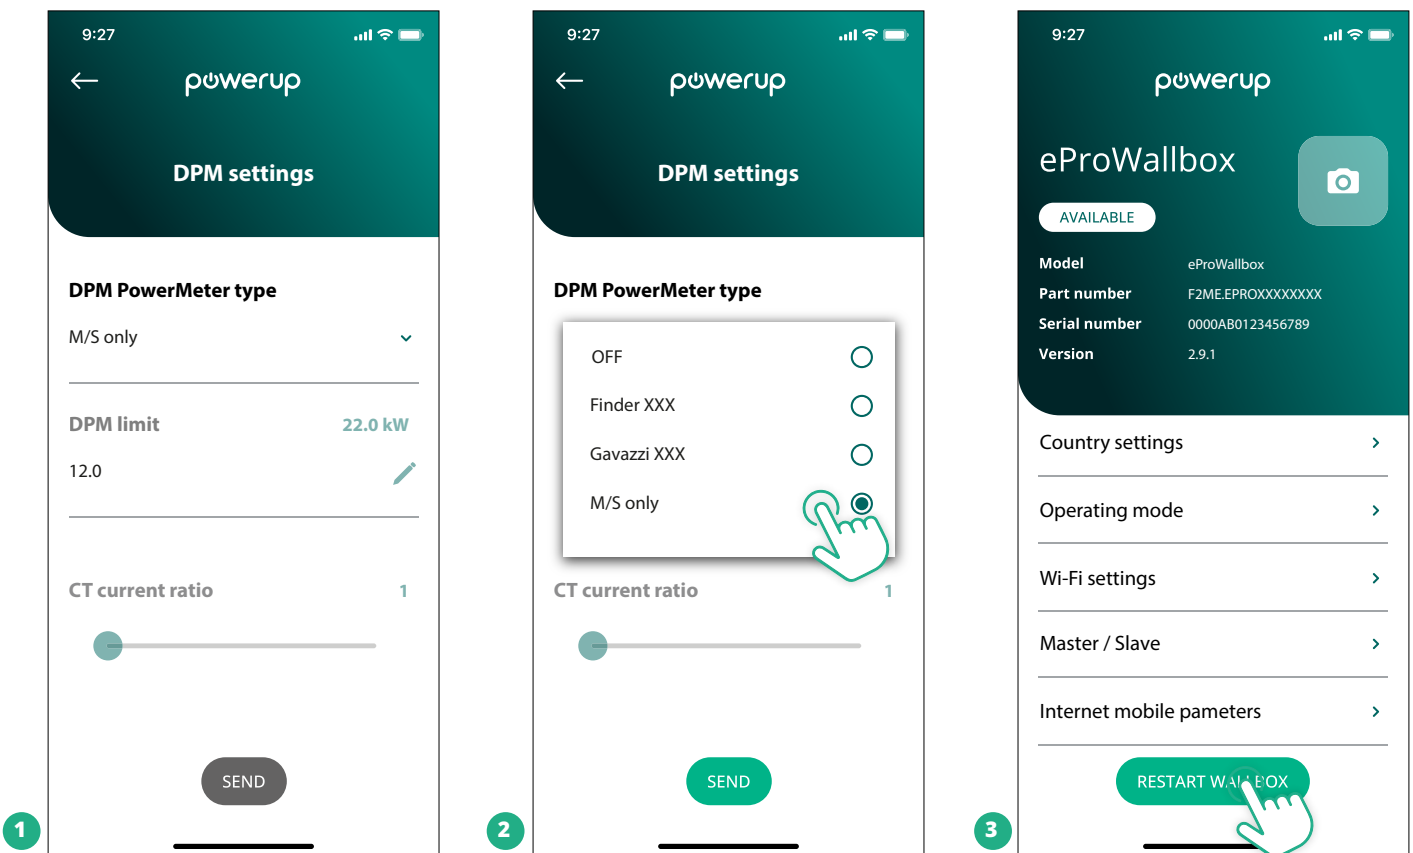 9:27
powerup
DPM settings
DPM PowerMeter type
M/S only
DPM limit 22.0 kW
12.0
CT current ratio 1
SEND
1
9:27
powerup
DPM settings
DPM PowerMeter type
OFF
Finder XXX
Gavazzi XXX
M/S only
CT current ratio 1
SEND
2
9:27
powerup
eProWallbox
AVAILABLE
Model eProWallbox
Part number F2ME.EPROXXXXXXXX
Serial number 0000AB0123456789
Version 2.9.1
Country settings
Operating mode
Wi-Fi settings
Master / Slave
Internet mobile pameters
RESTART WALLBOX
3